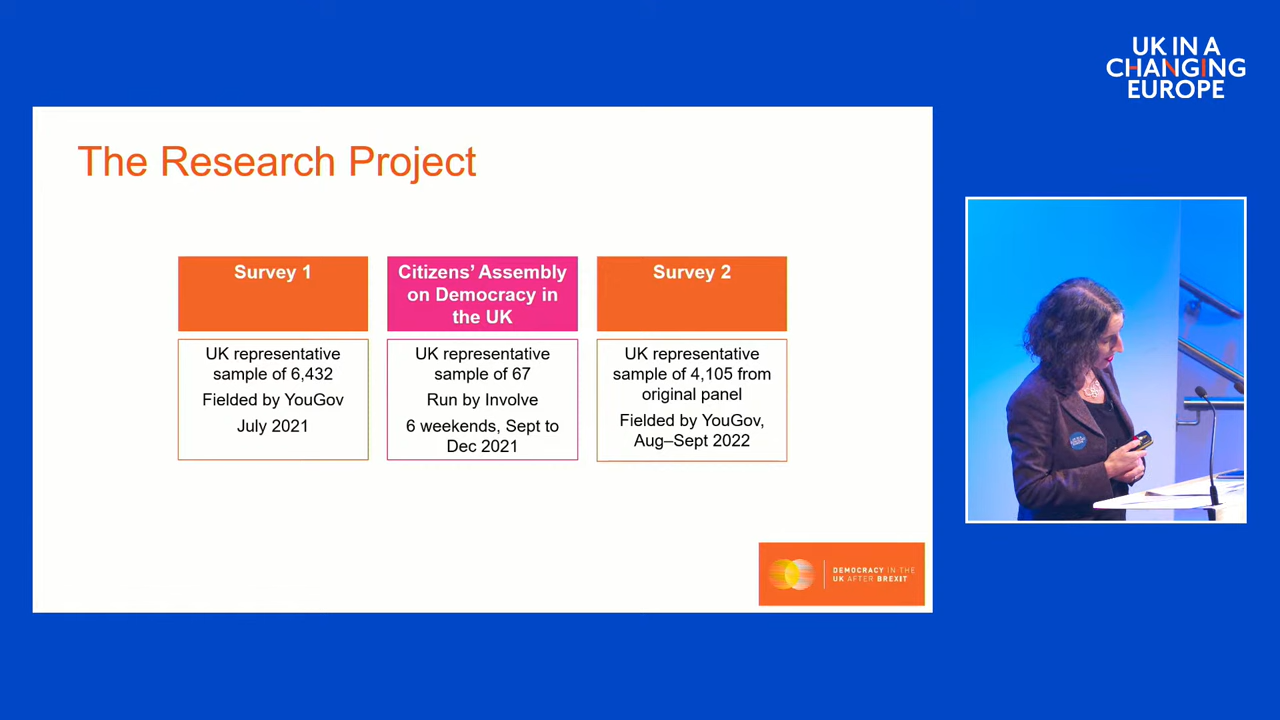 UK IN A
CHANGING
EUROPE
The Research Project
Survey 1
UK representative
sample of 6,432
Fielded by YouGov
July 2021
Citizens’ Assembly
on Democracy in
the UK
UK representative
sample of 67
Run by Involve
6 weekends, Sept to
Dec 2021
Survey 2
UK representative
sample of 4,105 from
original panel
Fielded by YouGov,
Aug–Sept 2022
DEMOCRACY IN THE
UK AFTER BREXIT